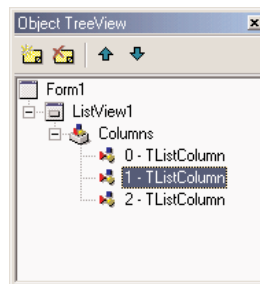 Object TreeView
Form1
ListView1
Columns
0 - TListColumn
1 - TListColumn
2 - TListColumn